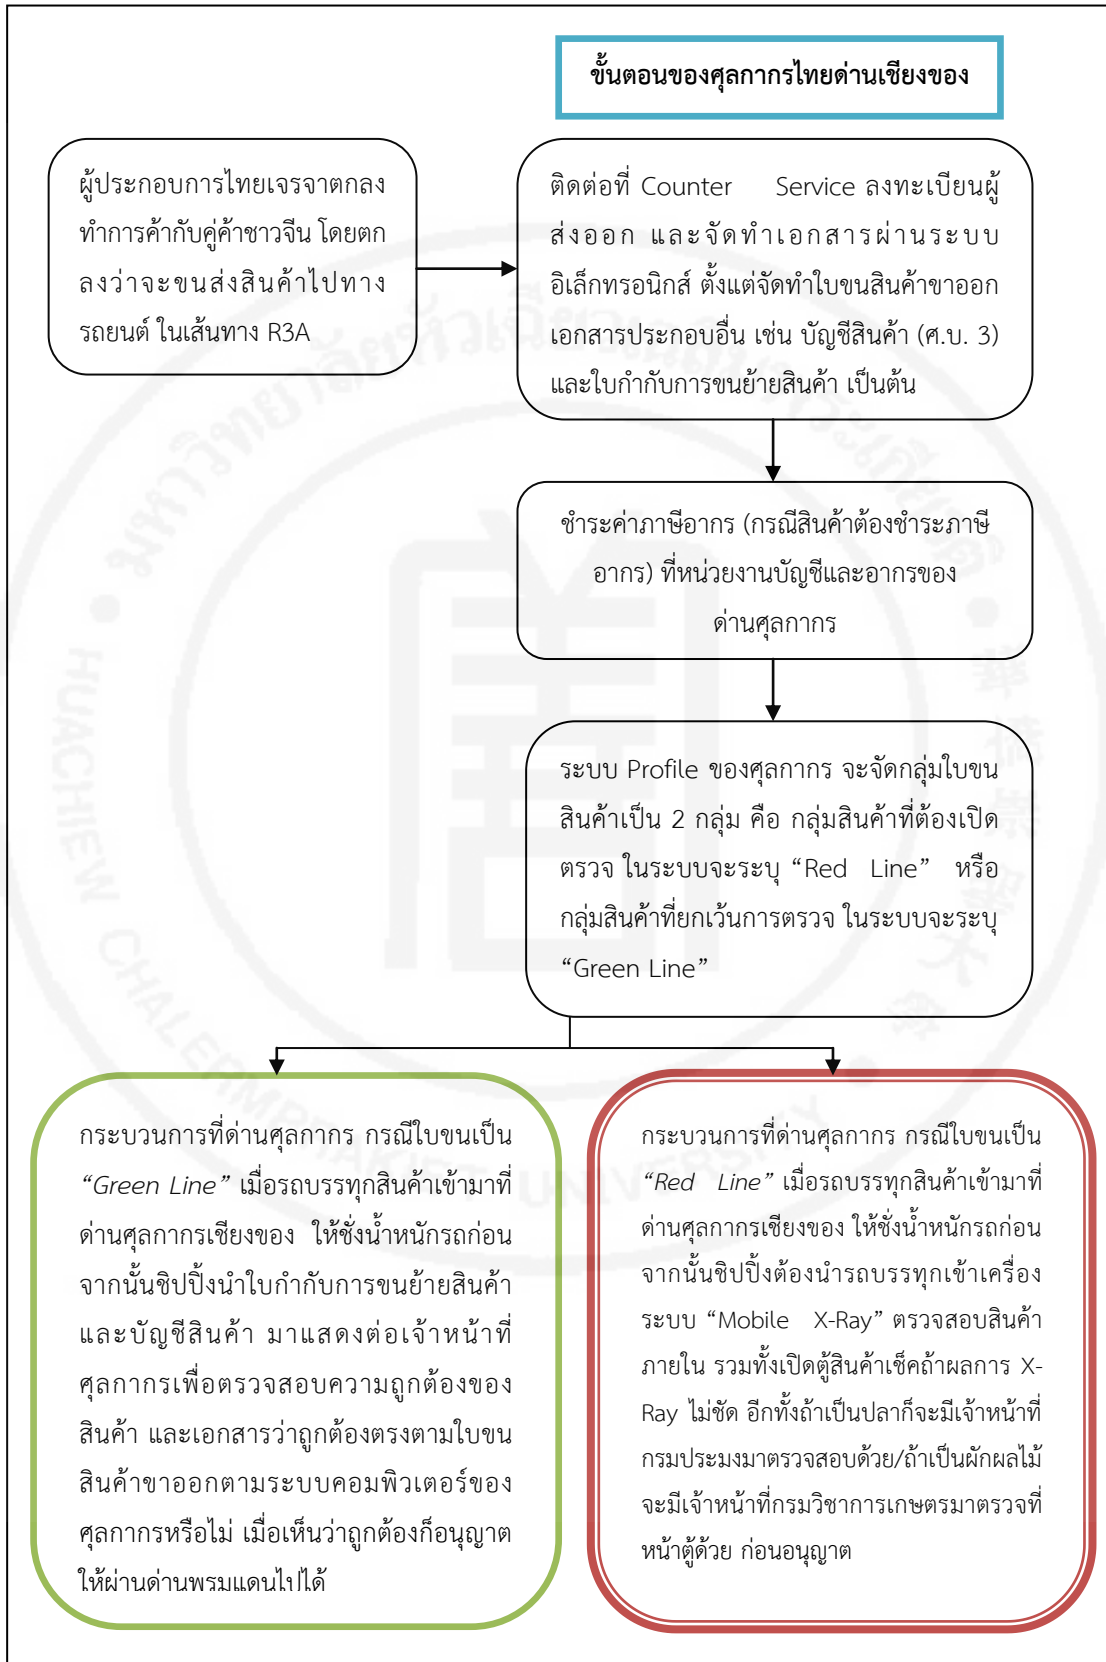 ขั้นตอนของศุลกากรไทยด่านเชียงของ
ผู้ประกอบการไทยเจรจาตกลง
ทำการค้ากับคู่ค้าชาวจีน โดยตก
ลงว่าจะขนส่งสินค้าไปทาง
รถยนต์ ในเส้นทาง R3A
ติดต่อที่ Counter Service ลงทะเบียนผู้
ส่งออก และจัดทำเอกสารผ่านระบบ
อิเล็กทรอนิกส์ ตั้งแต่จัดทำใบขนสินค้าขาออก
เอกสารประกอบอื่น เช่น บัญชีสินค้า (ศ.บ. 3)
และใบกำกับการขนย้ายสินค้า เป็นต้น
ชำระค่าภาษีอากร (กรณีสินค้าต้องชำระภาษี
อากร) ที่หน่วยงานบัญชีและอากรของ
ด่านศุลกากร
ระบบ Profile ของศุลกากร จะจัดกลุ่มใบขน
สินค้าเป็น 2 กลุ่ม คือ กลุ่มสินค้าที่ต้องเปิด
ตรวจ ในระบบจะระบุ “Red Line” หรือ
กลุ่มสินค้าที่ยกเว้นการตรวจ ในระบบจะระบุ
“Green Line”
กระบวนการที่ด่านศุลกากร กรณีใบขนเป็น
“Green Line” เมื่อรถบรรทุกสินค้าเข้ามาที่
ด่านศุลกากรเชียงของ ให้ชั่งน้ำหนักรถก่อน
จากนั้นชิปปิ้งนำใบกำกับการขนย้ายสินค้า
และบัญชีสินค้า มาแสดงต่อเจ้าหน้าที่
ศุลกากรเพื่อตรวจสอบความถูกต้องของ
สินค้า และเอกสารว่าถูกต้องตรงตามใบขน
สินค้าขาออกตามระบบคอมพิวเตอร์ของ
ศุลกากรหรือไม่ เมื่อเห็นว่าถูกต้องก็อนุญาต
ให้ผ่านด่านพรมแดนไปได้
กระบวนการที่ด่านศุลกากร กรณีใบขนเป็น
“Red Line” เมื่อรถบรรทุกสินค้าเข้ามาที่
ด่านศุลกากรเชียงของ ให้ชั่งน้ำหนักรถก่อน
จากนั้นชิปปิ้งต้องนำรถบรรทุกเข้าเครื่อง
ระบบ “Mobile X-Ray” ตรวจสอบสินค้า
ภายใน รวมทั้งเปิดตู้สินค้าเช็คถ้าผลการ X-
Ray ไม่ชัด อีกทั้งถ้าเป็นปลาก็จะมีเจ้าหน้าที่
กรมประมงมาตรวจสอบด้วย/ถ้าเป็นผักผลไม้
จะมีเจ้าหน้าที่กรมวิชาการเกษตรมาตรวจที่
หน้าตู้ด้วย ก่อนอนุญาต
มหาวิทยาลัยหัวเฉียวเฉลิมพระเกียรติ
HUACHIEW CHALERMPRAKIET UNIVERSITY
華僑崇聖大學